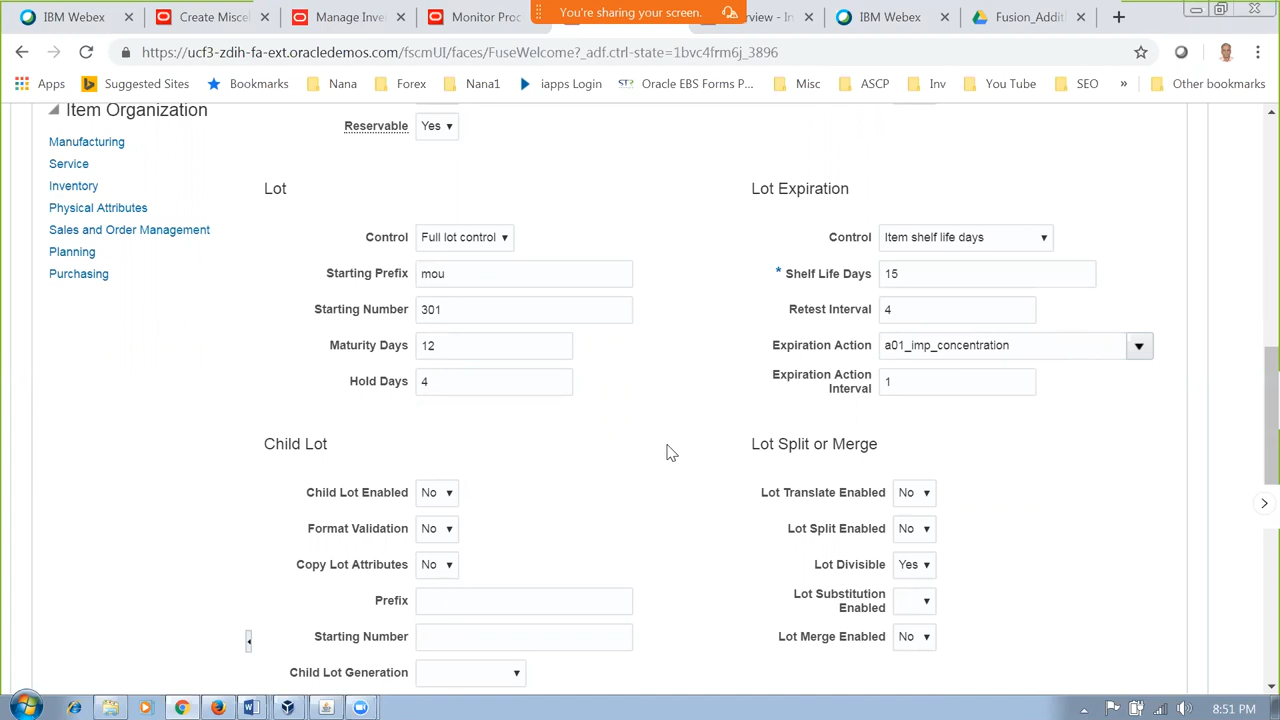 IBM Webex
Create Miscel
Manage Inve
Monitor Proc
You're sharing your screen.
rview - In
IBM Webex
Fusion_Additi
https://ucf3-zdih-fa-ext.oracledemos.com/fscmUI/faces/FuseWelcome?_adf.ctrl-state=1bvc4frm6j_3896
Apps
Suggested Sites
Bookmarks
Nana
Forex
Nana1
iapps Login
Oracle EBS Forms P...
Misc
ASCP
Inv
You Tube
SEO
»
Other bookmarks
Item Organization
Manufacturing
Service
Inventory
Physical Attributes
Sales and Order Management
Planning
Purchasing
Reservable Yes
Lot
Control Full lot control
Starting Prefix mou
Starting Number 301
Maturity Days 12
Hold Days 4
Lot Expiration
Control Item shelf life days
* Shelf Life Days 15
Retest Interval 4
Expiration Action a01_imp_concentration
Expiration Action
Interval 1
Child Lot
Child Lot Enabled No
Format Validation No
Copy Lot Attributes No
Prefix
Starting Number
Child Lot Generation
Lot Split or Merge
Lot Translate Enabled No
Lot Split Enabled No
Lot Divisible Yes
Lot Substitution
Enabled
Lot Merge Enabled No
8:51 PM